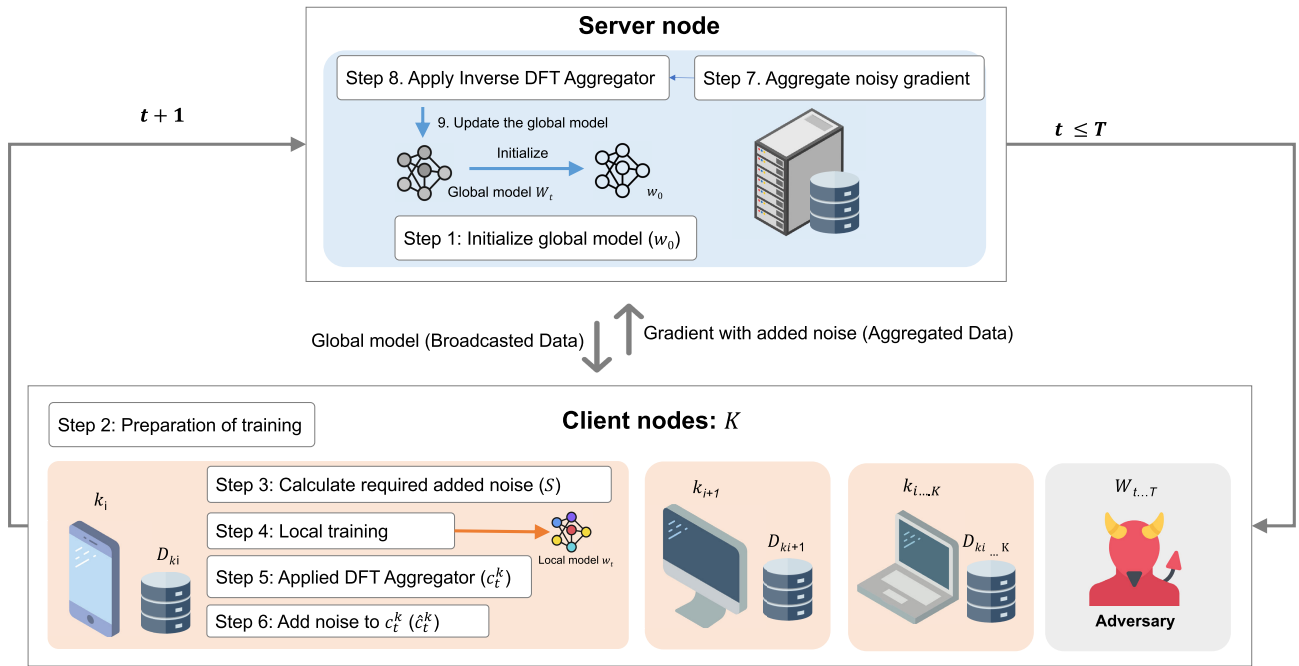 Server node
Step 8. Apply Inverse DFT Aggregator
Step 7. Aggregate noisy gradient
9. Update the global model
Initialize
Global model W_t
w_0
Step 1: Initialize global model (w_0)
t + 1
t ≤ T
Global model (Broadcasted Data)
Gradient with added noise (Aggregated Data)
Step 2: Preparation of training
Client nodes: K
k_i
D_ki
Step 3: Calculate required added noise (S)
Step 4: Local training
Local model w_t
Step 5: Applied DFT Aggregator (c_t^k)
Step 6: Add noise to c_t^k (ĉ_t^k)
k_i+1
D_ki+1
k_i....K
D_ki ... K
W_t...T
Adversary